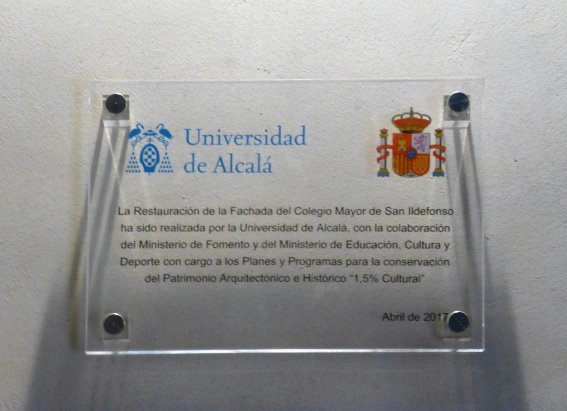 Universidad
de Alcalá
La Restauración de la Fachada del Colegio Mayor de San Ildefonso
ha sido realizada por la Universidad de Alcalá, con la colaboración
del Ministerio de Fomento y del Ministerio de Educación, Cultura y
Deporte con cargo a los Planes y Programas para la conservación
del Patrimonio Arquitectónico e Histórico "1,5% Cultural"
Abril de 2017